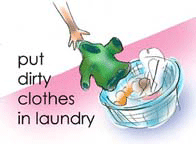 put
dirty
clothes
in laundry